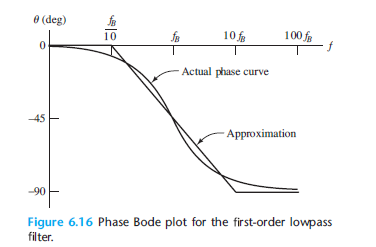 θ (deg)
f_B
10
f_B
10 f_B
100 f_B
0
f
Actual phase curve
–45
Approximation
–90
Figure 6.16 Phase Bode plot for the first-order lowpass
filter.